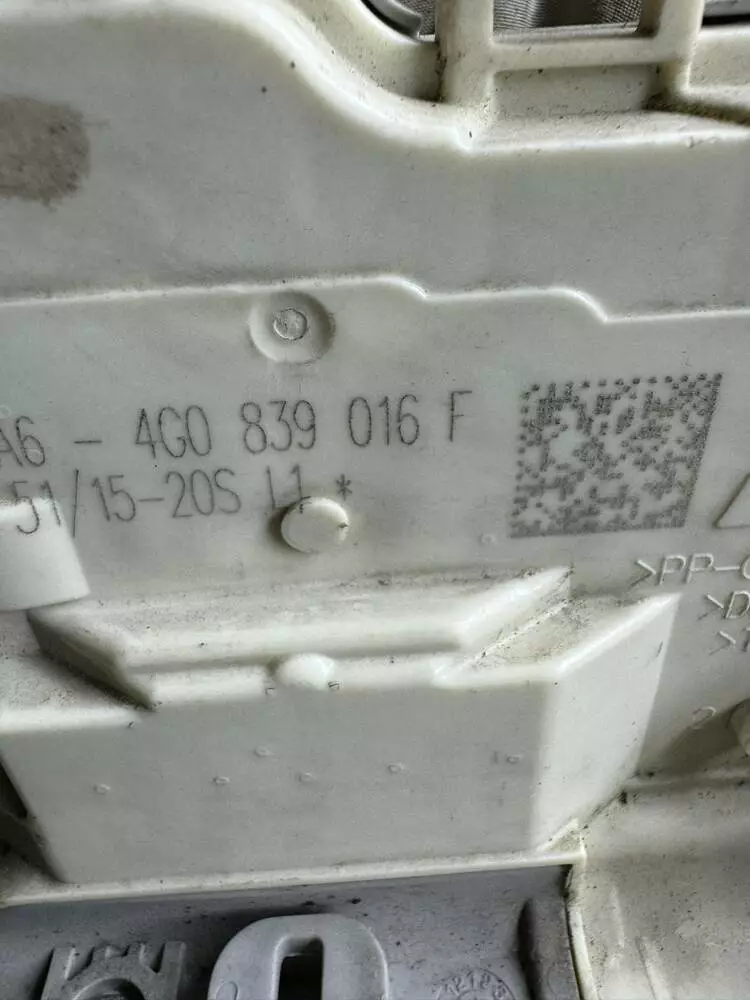 A6 - 4G0 839 016 F
51/15-20S L1 *
>PP-
>D